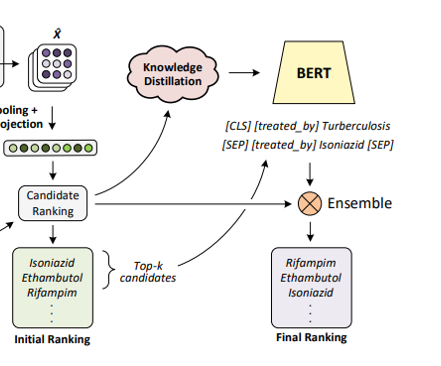 x̂
Knowledge
Distillation
BERT
ooling +
ojection
[CLS] [treated_by] Turberculosis
[SEP] [treated_by] Isoniazid [SEP]
Candidate
Ranking
Ensemble
Isoniazid
Ethambutol
Rifampim
Top-k
candidates
Rifampim
Ethambutol
Isoniazid
Initial Ranking
Final Ranking